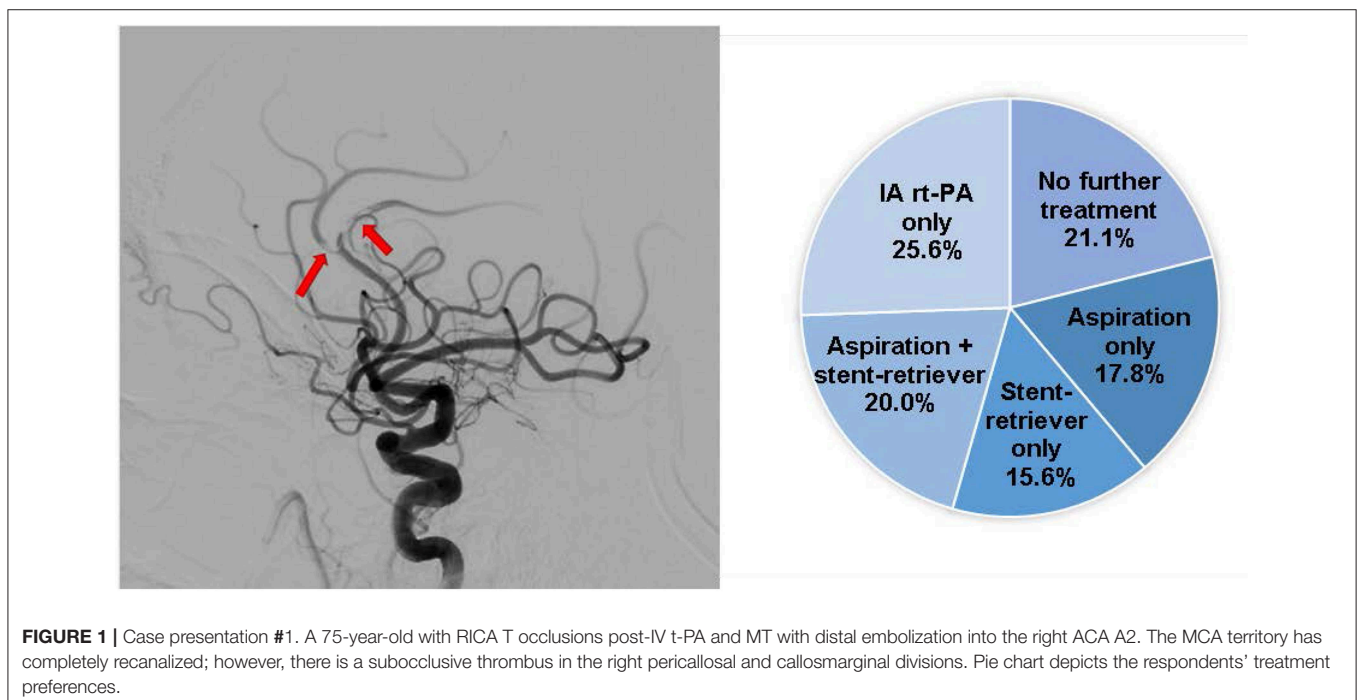 IA rt-PA
only
25.6%
No further
treatment
21.1%
Aspiration
only
17.8%
Aspiration +
stent-retriever
20.0%
Stent-
retriever
only
15.6%
FIGURE 1 | Case presentation #1. A 75-year-old with RICA T occlusions post-IV t-PA and MT with distal embolization into the right ACA A2. The MCA territory has
completely recanalized; however, there is a subocclusive thrombus in the right pericallosal and callosmarginal divisions. Pie chart depicts the respondents’ treatment
preferences.